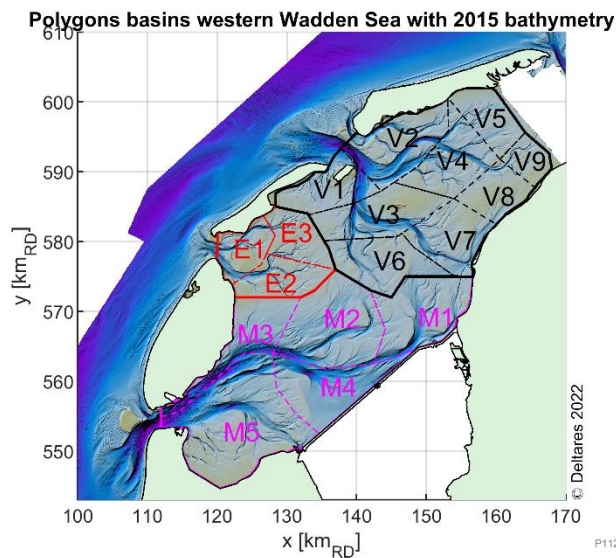 Polygons basins western Wadden Sea with 2015 bathymetry
610
600
590
580
570
560
550
y [km_RD]
V5
V2
V4
V9
V1
V8
V3
E3
E1
V7
V6
E2
M2
M1
M3
M4
M5
© Deltares 2022
100 110 120 130 140 150 160 170
x [km_RD]
P112